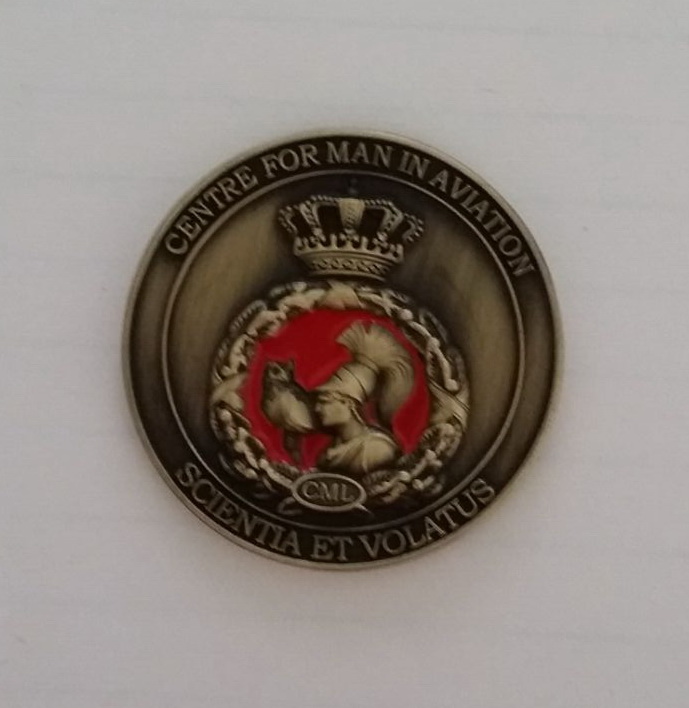 CENTRE FOR MAN IN AVIATION
CML
SCIENTIA ET VOLATUS